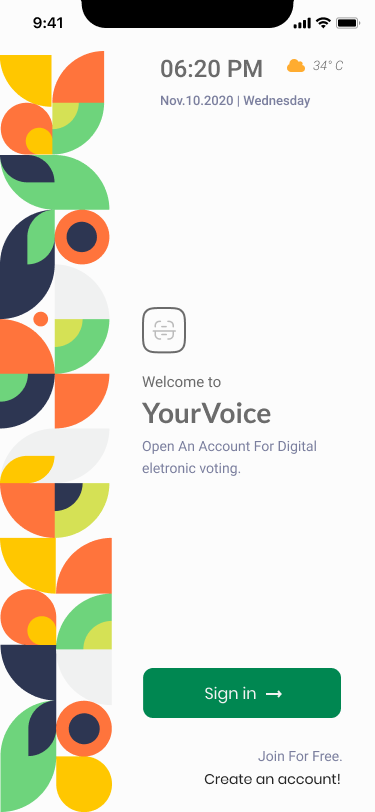 9:41
06:20 PM
34° C
Nov.10.2020 | Wednesday
Welcome to
YourVoice
Open An Account For Digital
eletronic voting.
Sign in →
Join For Free.
Create an account!